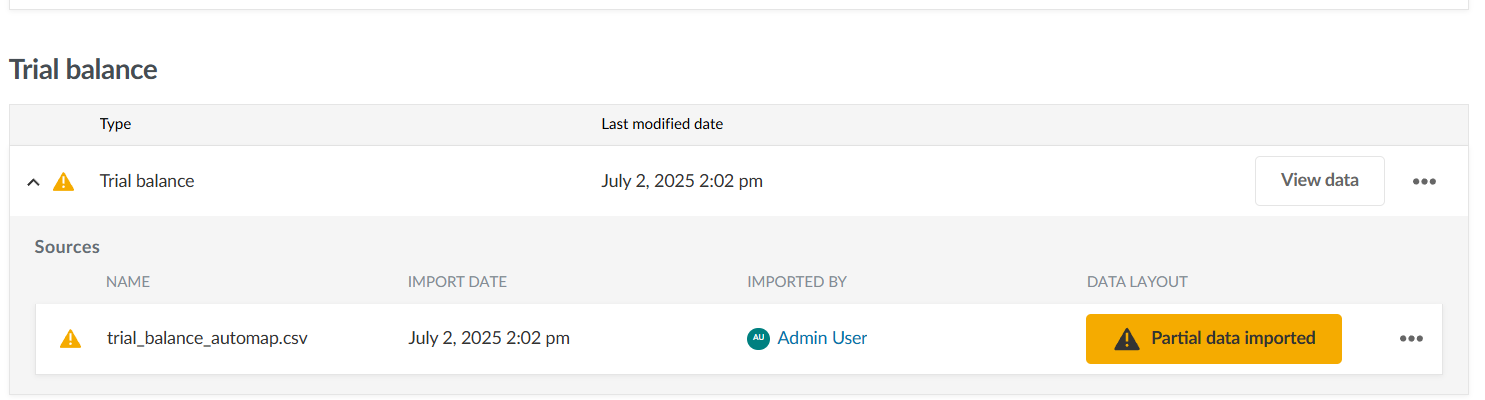 Trial balance
Type Last modified date
Trial balance July 2, 2025 2:02 pm View data
Sources
NAME IMPORT DATE IMPORTED BY DATA LAYOUT
trial_balance_automap.csv July 2, 2025 2:02 pm AU Admin User Partial data imported